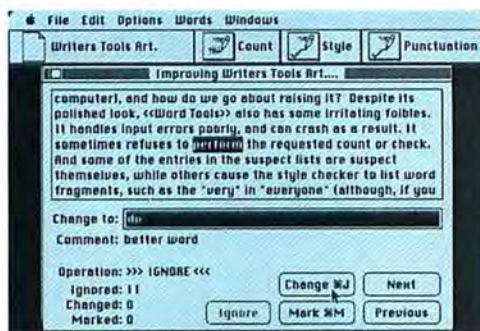 File Edit Options Words Windows
Writers Tools Art. Count Style Punctuation
Improving Writers Tools Art....
computer), and how do we go about raising it? Despite its
polished look, <<Word Tools>> also has some irritating foibles.
It handles input errors poorly, and can crash as a result. It
sometimes refuses to perform the requested count or check.
And some of the entries in the suspect lists are suspect
themselves, while others cause the style checker to list word
fragments, such as the "very" in "everyone" (although, if you
Change to: do
Comment: better word
Operation: >>> IGNORE <<<
Ignored: 11
Changed: 0
Marked: 0
Change ⌘J Next
Ignore Mark ⌘M Previous